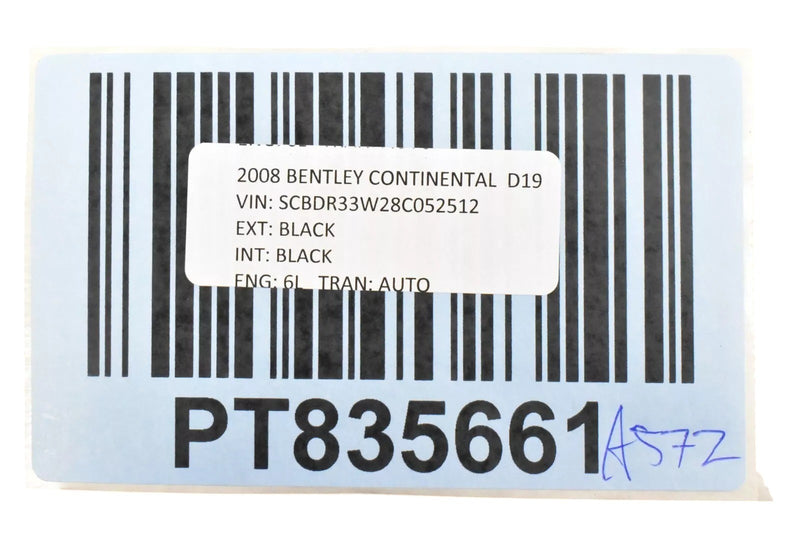 2008 BENTLEY CONTINENTAL D19
VIN: SCBDR33W28C052512
EXT: BLACK
INT: BLACK
ENG: 6L TRAN: AUTO
PT835661 A572